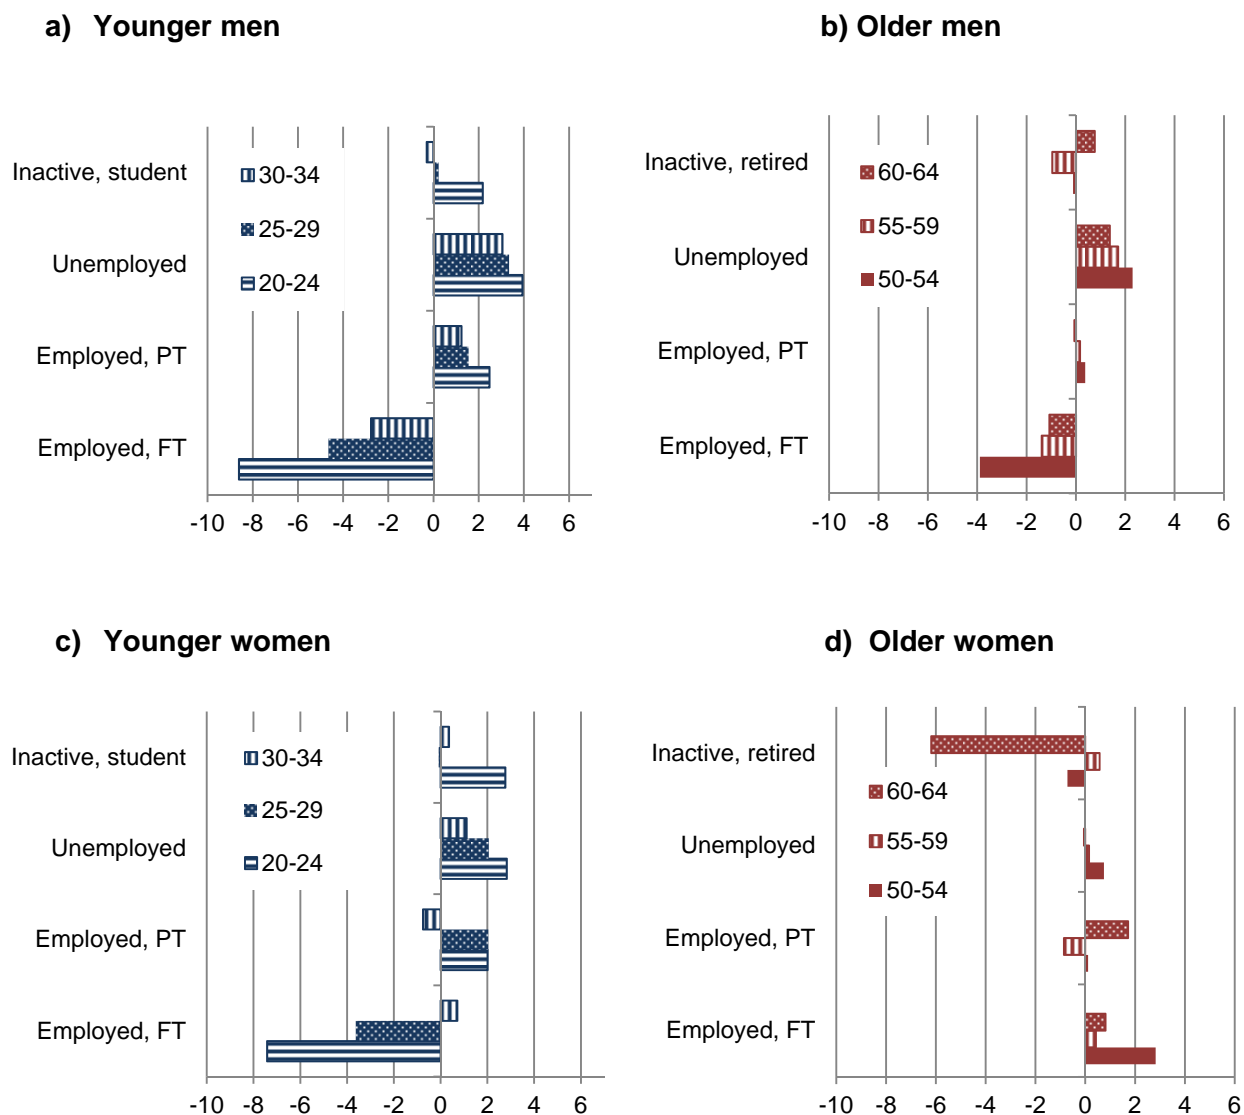 a) Younger men
Inactive, student
Unemployed
Employed, PT
Employed, FT
30-34
25-29
20-24
-10 -8 -6 -4 -2 0 2 4 6
b) Older men
Inactive, retired
Unemployed
Employed, PT
Employed, FT
60-64
55-59
50-54
-10 -8 -6 -4 -2 0 2 4 6
c) Younger women
Inactive, student
Unemployed
Employed, PT
Employed, FT
30-34
25-29
20-24
-10 -8 -6 -4 -2 0 2 4 6
d) Older women
Inactive, retired
Unemployed
Employed, PT
Employed, FT
60-64
55-59
50-54
-10 -8 -6 -4 -2 0 2 4 6